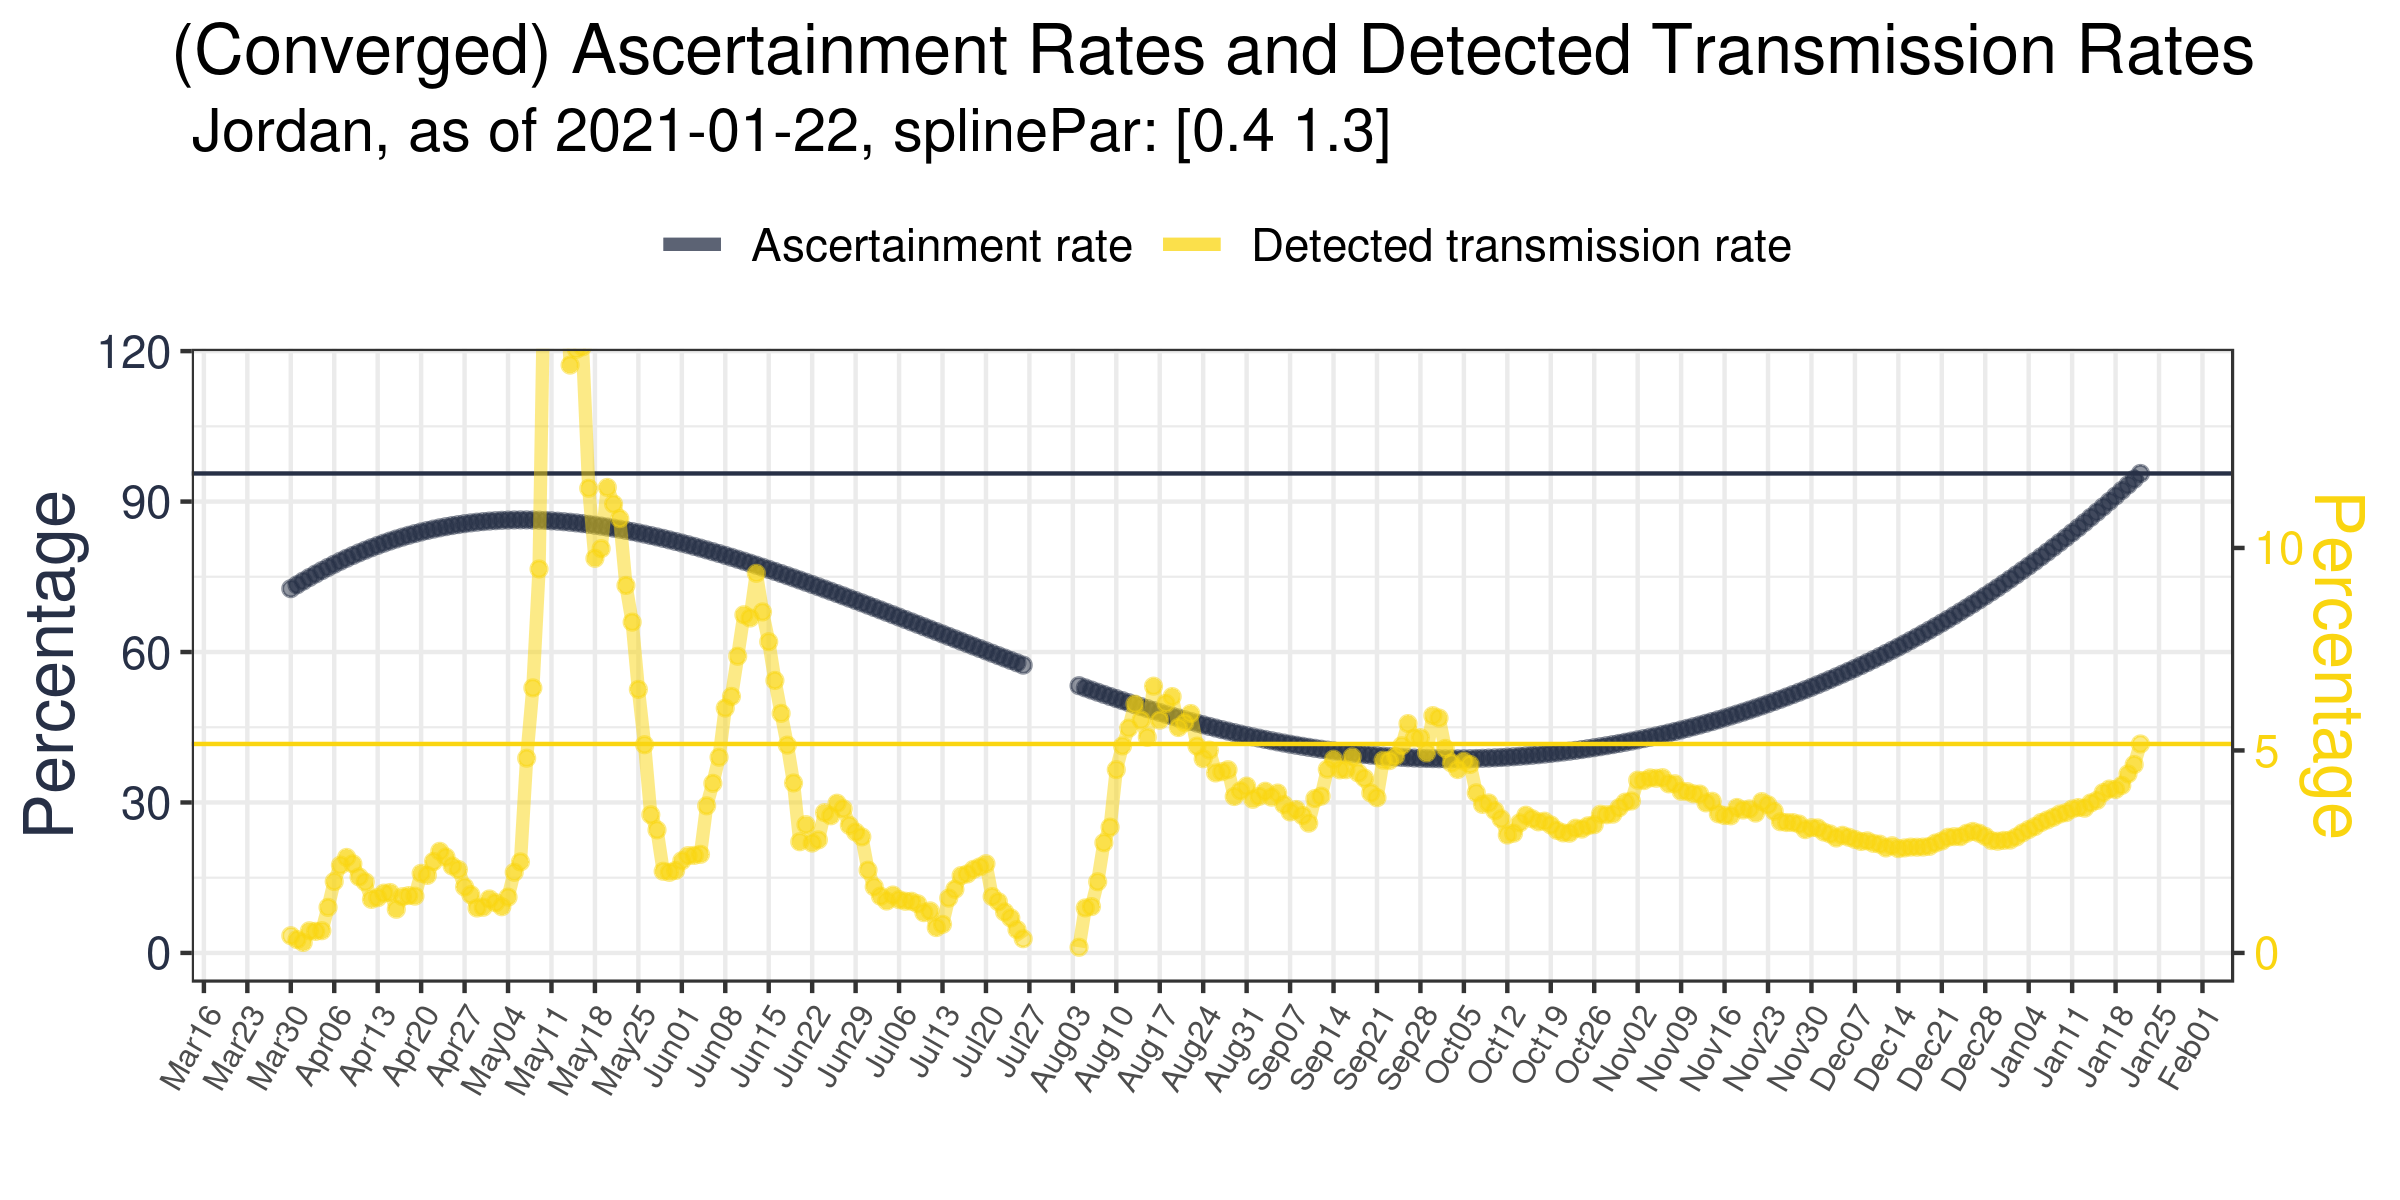 (Converged) Ascertainment Rates and Detected Transmission Rates
Jordan, as of 2021-01-22, splinePar: [0.4 1.3]
Ascertainment rate
Detected transmission rate
Percentage
120
90
60
30
0
Percentage
10
5
0
Mar16
Mar23
Mar30
Apr06
Apr13
Apr20
Apr27
May04
May11
May18
May25
Jun01
Jun08
Jun15
Jun22
Jun29
Jul06
Jul13
Jul20
Jul27
Aug03
Aug10
Aug17
Aug24
Aug31
Sep07
Sep14
Sep21
Sep28
Oct05
Oct12
Oct19
Oct26
Nov02
Nov09
Nov16
Nov23
Nov30
Dec07
Dec14
Dec21
Dec28
Jan04
Jan11
Jan18
Jan25
Feb01